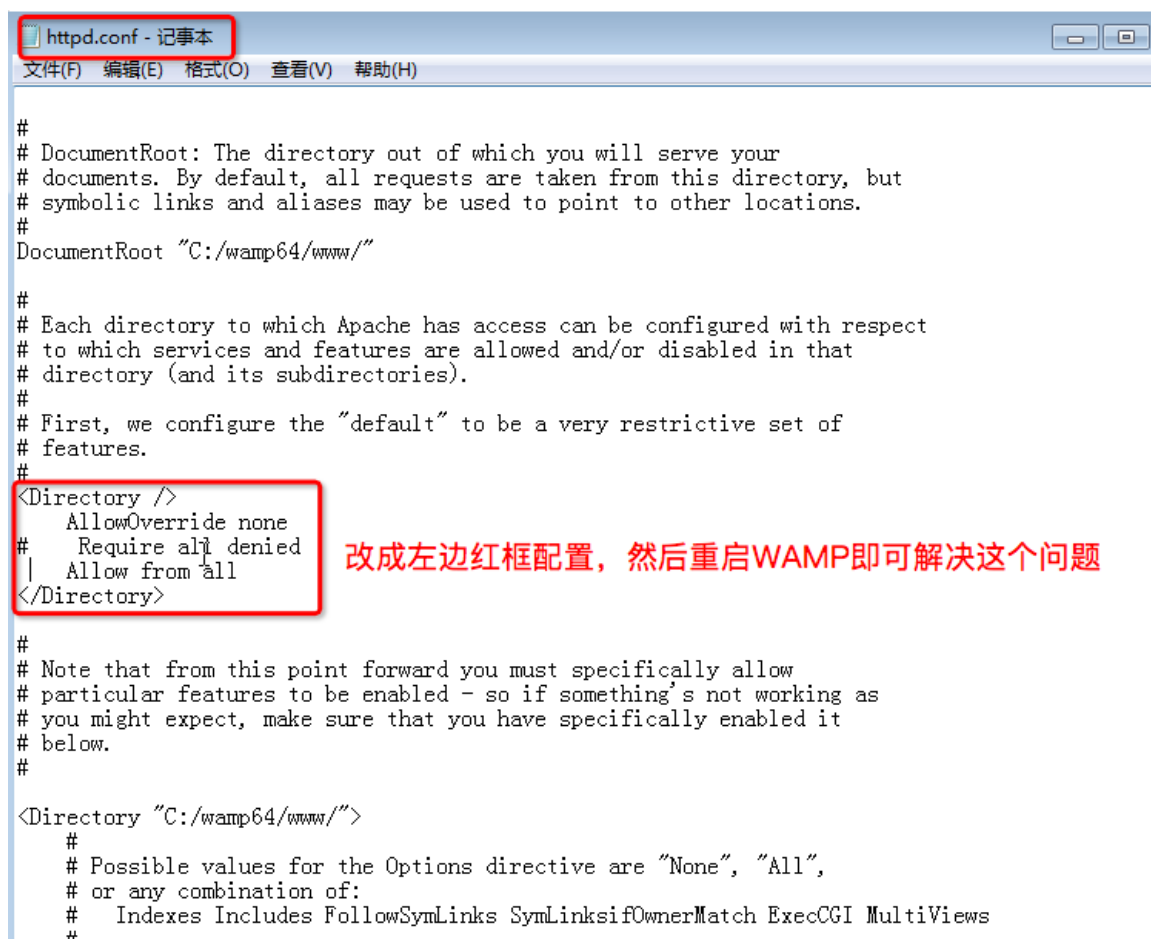 httpd.conf - 记事本
文件(F) 编辑(E) 格式(O) 查看(V) 帮助(H)
#
# DocumentRoot: The directory out of which you will serve your
# documents. By default, all requests are taken from this directory, but
# symbolic links and aliases may be used to point to other locations.
#
DocumentRoot "C:/wamp64/www/"
#
# Each directory to which Apache has access can be configured with respect
# to which services and features are allowed and/or disabled in that
# directory (and its subdirectories).
#
# First, we configure the "default" to be a very restrictive set of
# features.
#
<Directory />
    AllowOverride none
#    Require all denied
    Allow from all
</Directory>
改成左边红框配置，然后重启WAMP即可解决这个问题
#
# Note that from this point forward you must specifically allow
# particular features to be enabled - so if something's not working as
# you might expect, make sure that you have specifically enabled it
# below.
#
<Directory "C:/wamp64/www/">
    #
    # Possible values for the Options directive are "None", "All",
    # or any combination of:
    #   Indexes Includes FollowSymLinks SymLinksifOwnerMatch ExecCGI MultiViews
    #